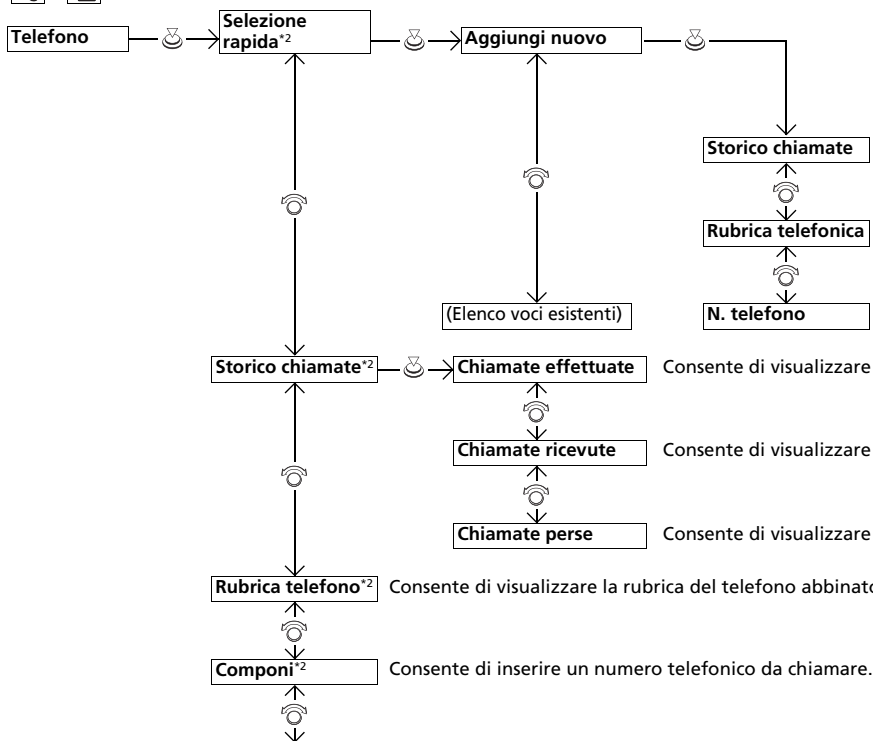 Telefono
Selezione
rapida*2
Aggiungi nuovo
Storico chiamate
Rubrica telefonica
N. telefono
(Elenco voci esistenti)
Storico chiamate*2
Chiamate effettuate
Consente di visualizzare
Chiamate ricevute
Consente di visualizzare
Chiamate perse
Consente di visualizzare
Rubrica telefono*2
Consente di visualizzare la rubrica del telefono abbinato
Componi*2
Consente di inserire un numero telefonico da chiamare.